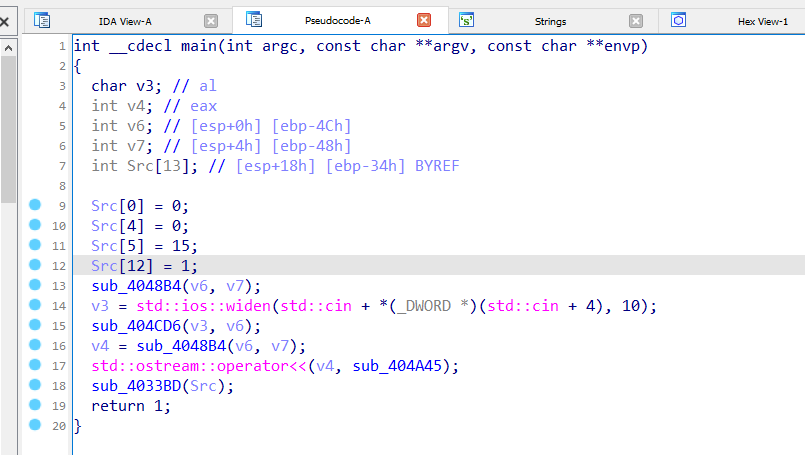 IDA View-A
Pseudocode-A
Strings
Hex View-1
1 int __cdecl main(int argc, const char **argv, const char **envp)
2 {
3   char v3; // al
4   int v4; // eax
5   int v6; // [esp+0h] [ebp-4Ch]
6   int v7; // [esp+4h] [ebp-48h]
7   int Src[13]; // [esp+18h] [ebp-34h] BYREF
8
9   Src[0] = 0;
10   Src[4] = 0;
11   Src[5] = 15;
12   Src[12] = 1;
13   sub_4048B4(v6, v7);
14   v3 = std::ios::widen(std::cin + *(_DWORD *)(std::cin + 4), 10);
15   sub_404CD6(v3, v6);
16   v4 = sub_4048B4(v6, v7);
17   std::ostream::operator<<(v4, sub_404A45);
18   sub_4033BD(Src);
19   return 1;
20 }